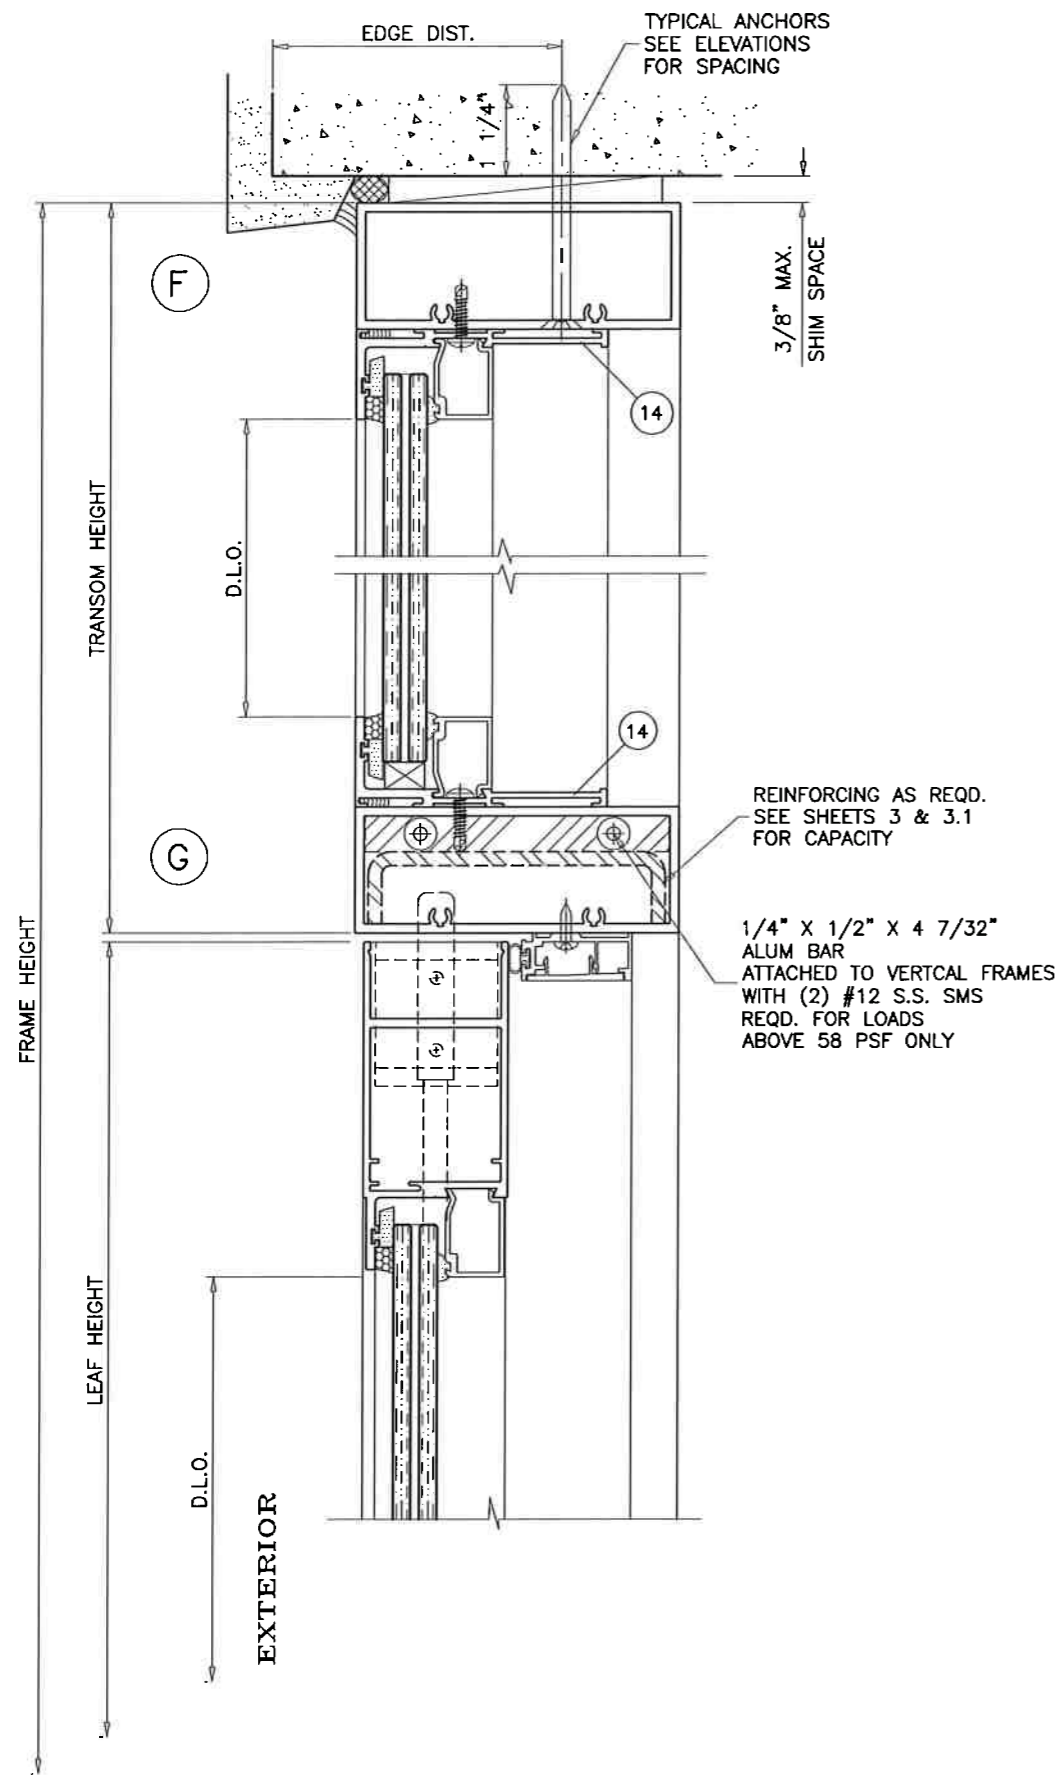 EDGE DIST.
TYPICAL ANCHORS
SEE ELEVATIONS
FOR SPACING
1 1/4"
3/8" MAX.
SHIM SPACE
F
14
TRANSOM HEIGHT
D.L.O.
14
REINFORCING AS REQD.
SEE SHEETS 3 & 3.1
FOR CAPACITY
G
1/4" X 1/2" X 4 7/32"
ALUM BAR
ATTACHED TO VERTCAL FRAMES
WITH (2) #12 S.S. SMS
REQD. FOR LOADS
ABOVE 58 PSF ONLY
FRAME HEIGHT
LEAF HEIGHT
D.L.O.
EXTERIOR